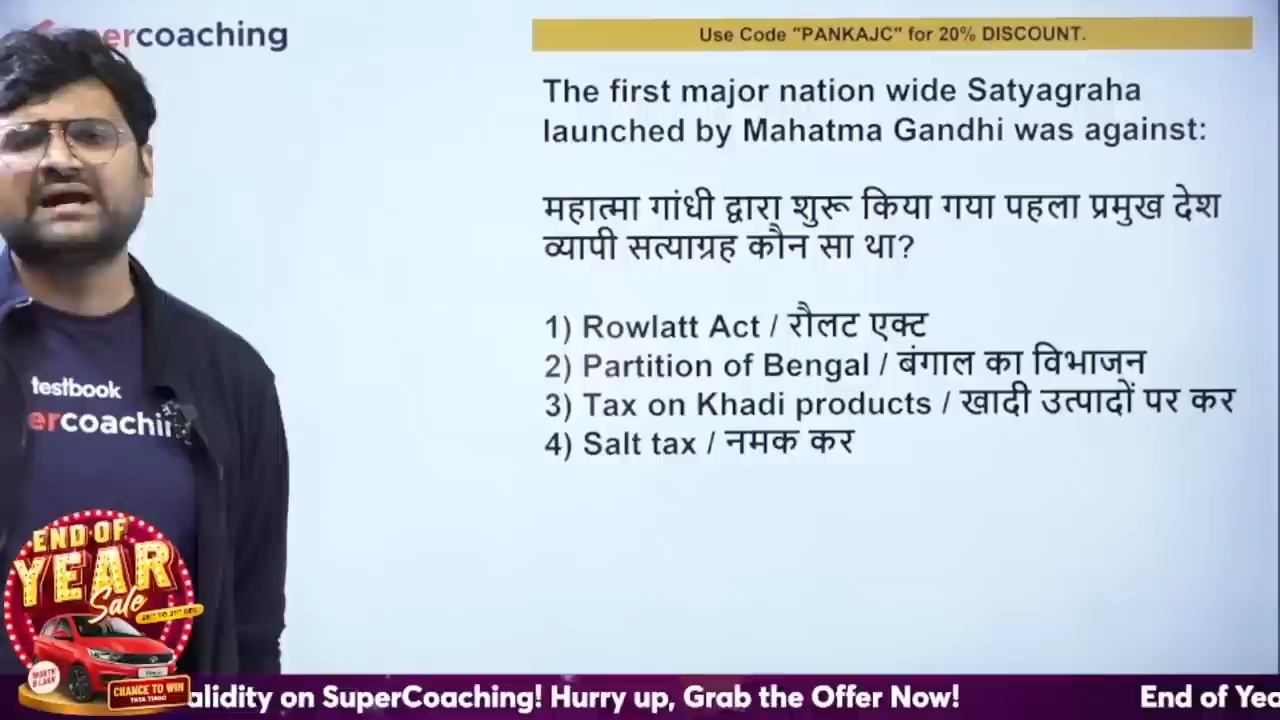 ercoaching
Use Code "PANKAJC" for 20% DISCOUNT.
The first major nation wide Satyagraha
launched by Mahatma Gandhi was against:
महात्मा गांधी द्वारा शुरू किया गया पहला प्रमुख देश
व्यापी सत्याग्रह कौन सा था?
1) Rowlatt Act / रौलट एक्ट
2) Partition of Bengal / बंगाल का विभाजन
3) Tax on Khadi products / खादी उत्पादों पर कर
4) Salt tax / नमक कर
testbook
ercoachin
END OF
YEAR
Sale
CHANCE TO WIN
TATA TIAGO
alidity on SuperCoaching! Hurry up, Grab the Offer Now!
End of Yea